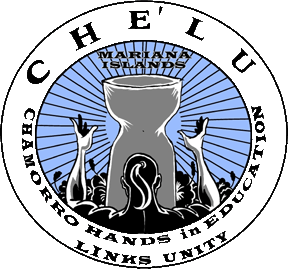 CHE'LU
MARIANA
ISLANDS
CHAMORRO HANDS in EDUCATION
LINKS UNITY